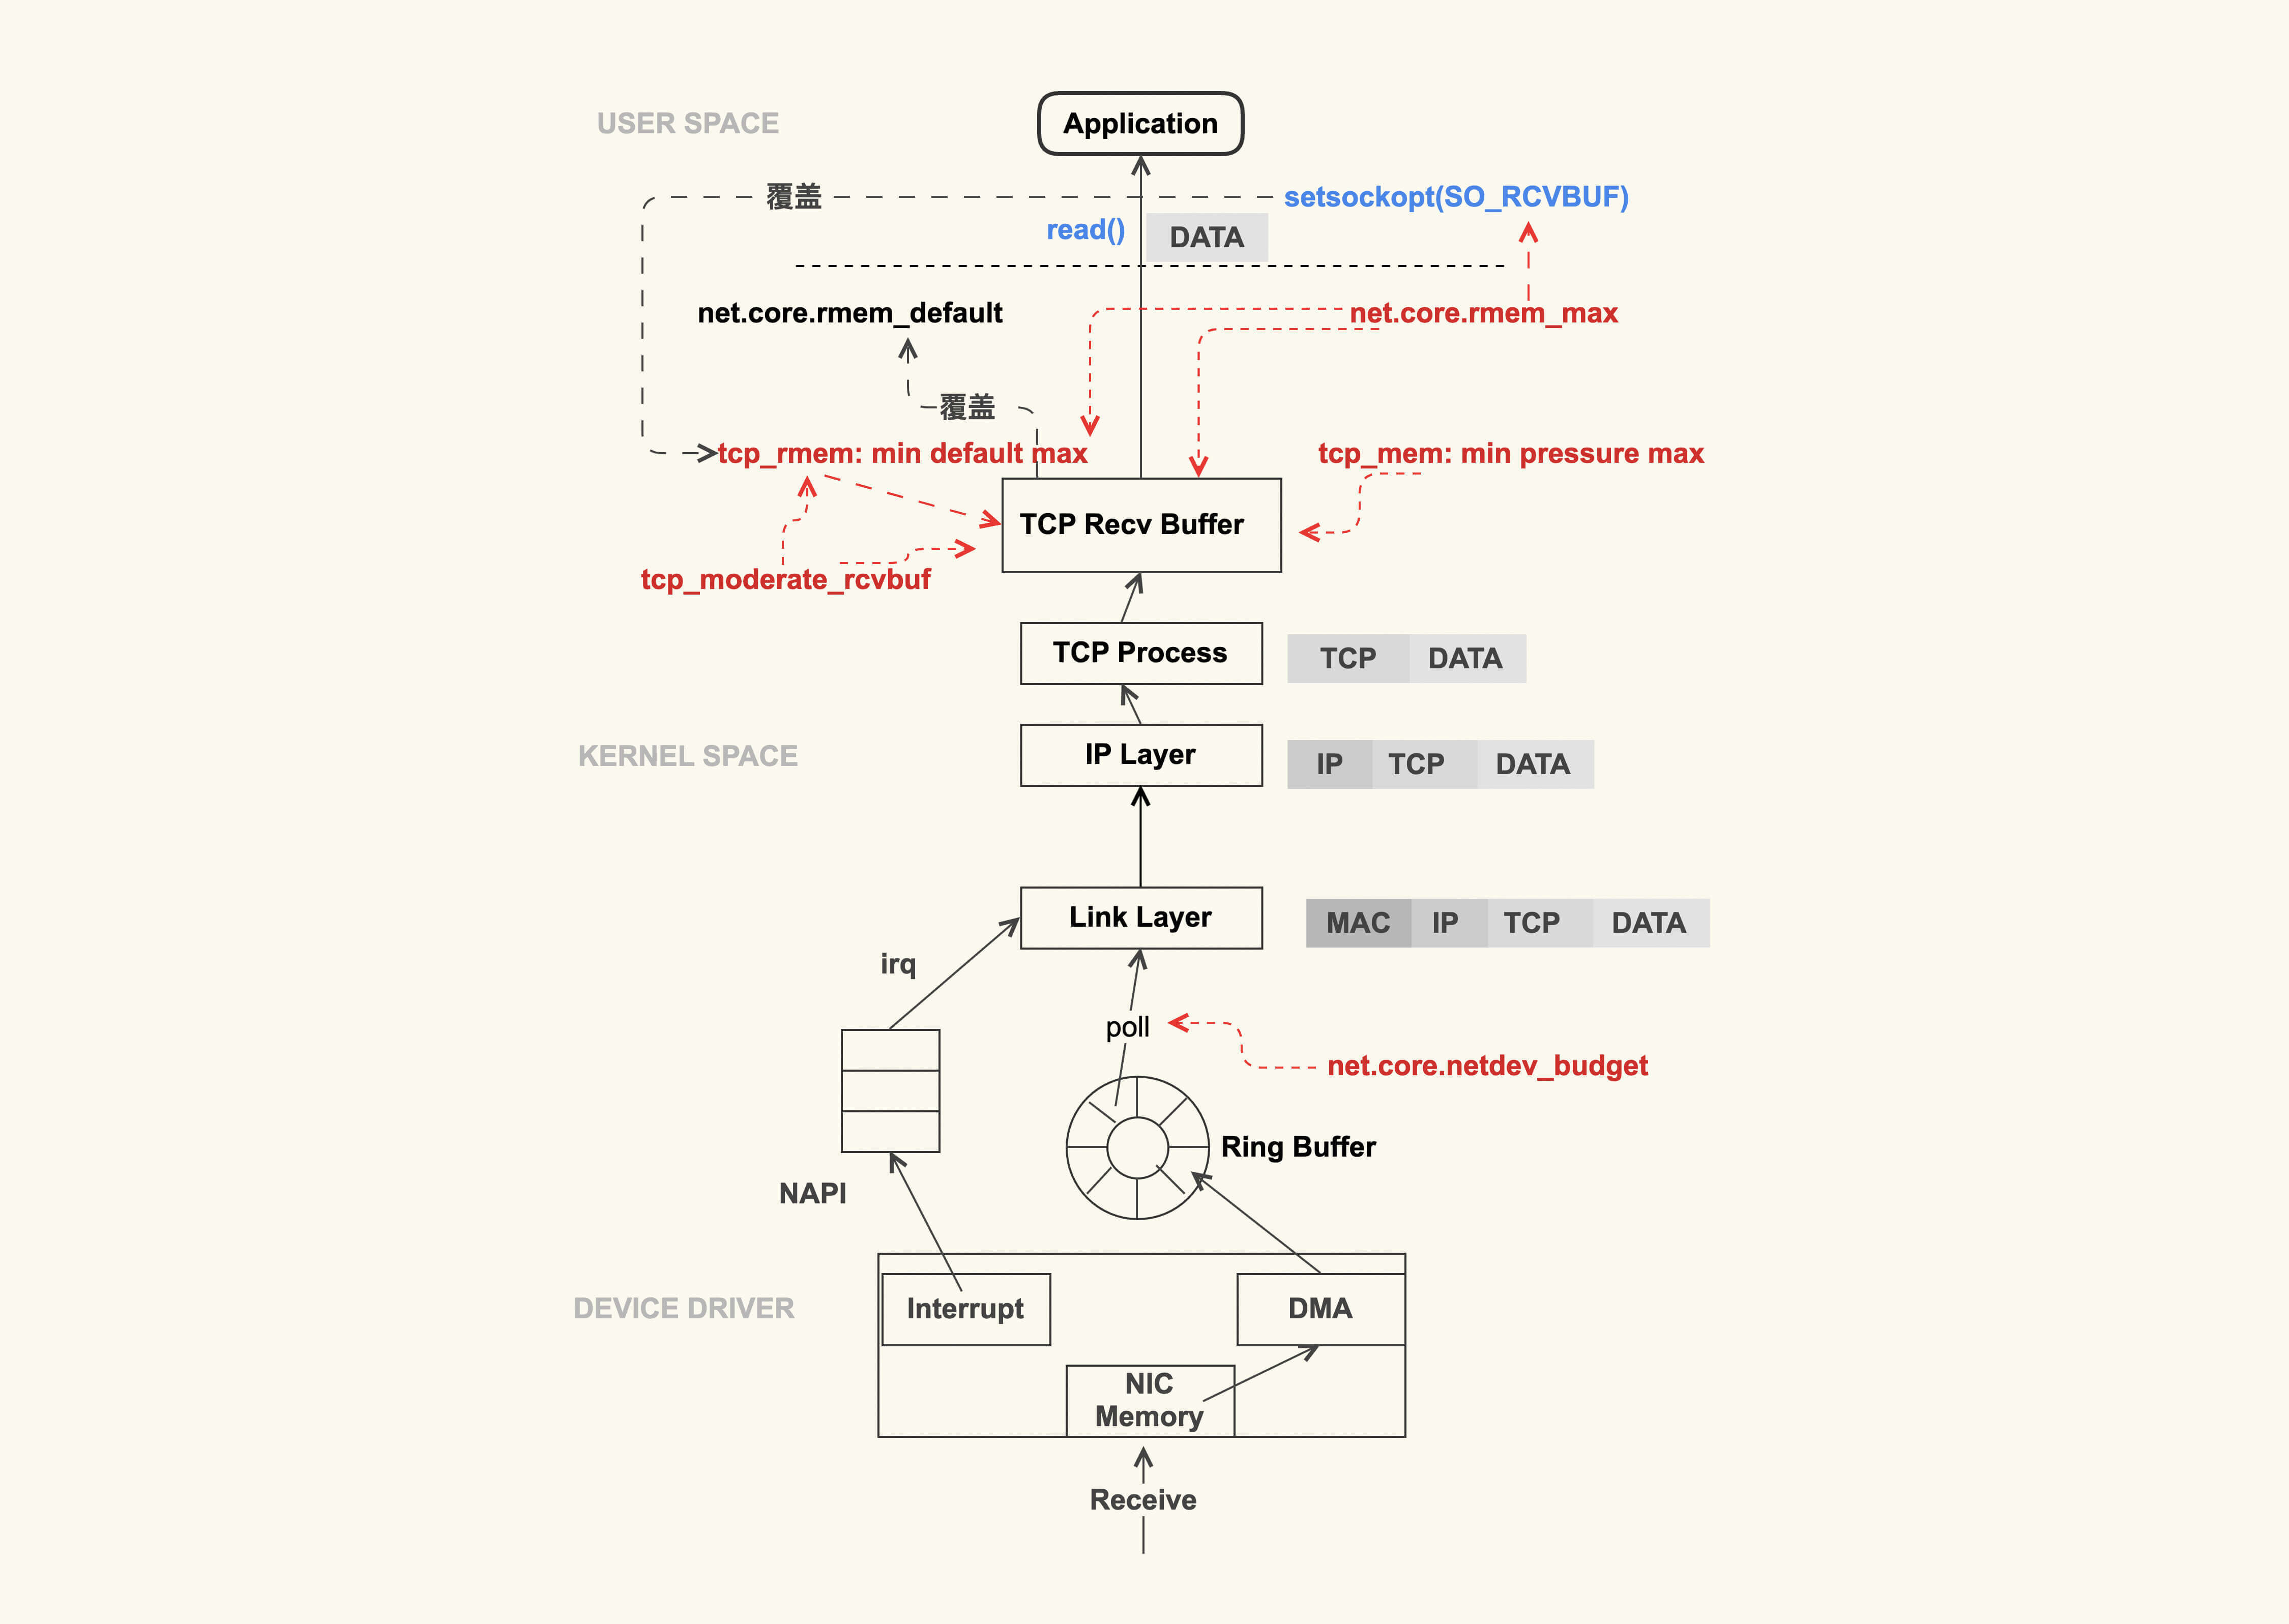 USER SPACE
Application
覆盖
setsockopt(SO_RCVBUF)
read()
DATA
net.core.rmem_default
net.core.rmem_max
覆盖
tcp_rmem: min default max
tcp_mem: min pressure max
TCP Recv Buffer
tcp_moderate_rcvbuf
TCP Process
TCP DATA
KERNEL SPACE
IP Layer
IP TCP DATA
Link Layer
MAC IP TCP DATA
irq
poll
net.core.netdev_budget
Ring Buffer
NAPI
DEVICE DRIVER
Interrupt
DMA
NIC
Memory
Receive